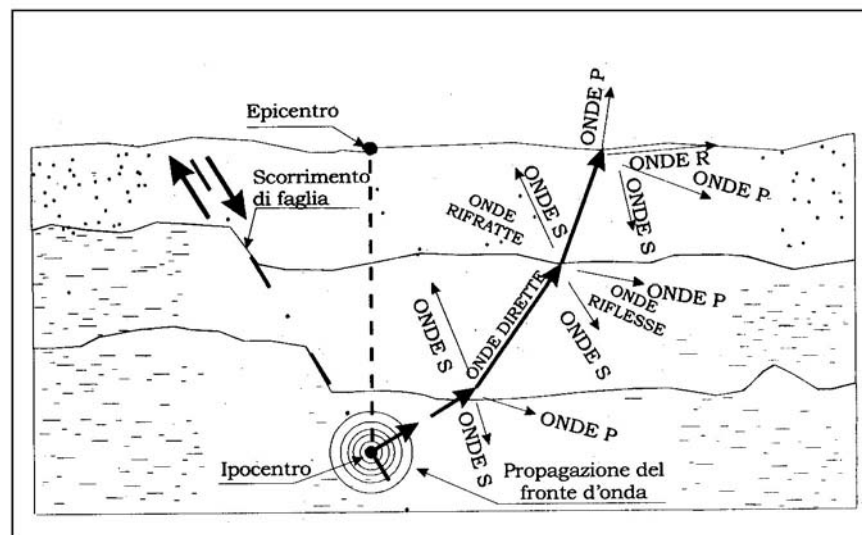 Epicentro
ONDE P
ONDE R
ONDE P
ONDE S
Scorrimento
di faglia
ONDE S
ONDE
RIFRATTE
ONDE P
ONDE
RIFLESSE
ONDE S
ONDE DIRETTE
ONDE S
ONDE P
ONDE S
Ipocentro
Propagazione del
fronte d'onda